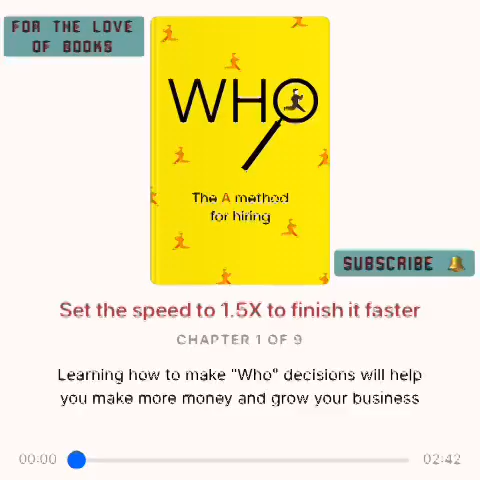 FOR THE LOVE
OF BOOKS
WHO
The A method
for hiring
SUBSCRIBE
Set the speed to 1.5X to finish it faster
CHAPTER 1 OF 9
Learning how to make "Who" decisions will help
you make more money and grow your business
00:00
02:42